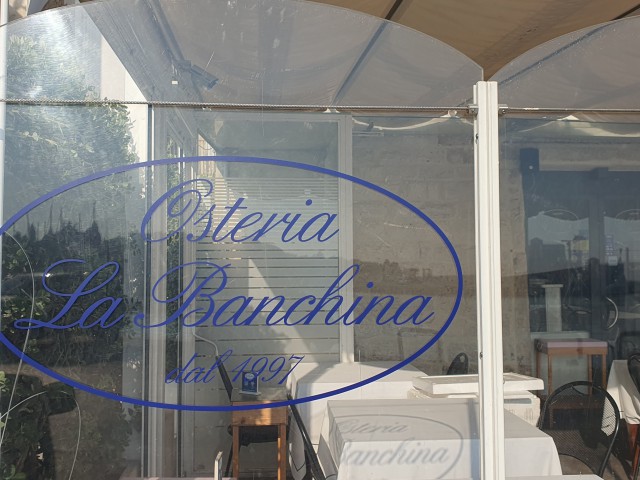 Osteria
La Banchina
dal 1997
Osteria
Banchina